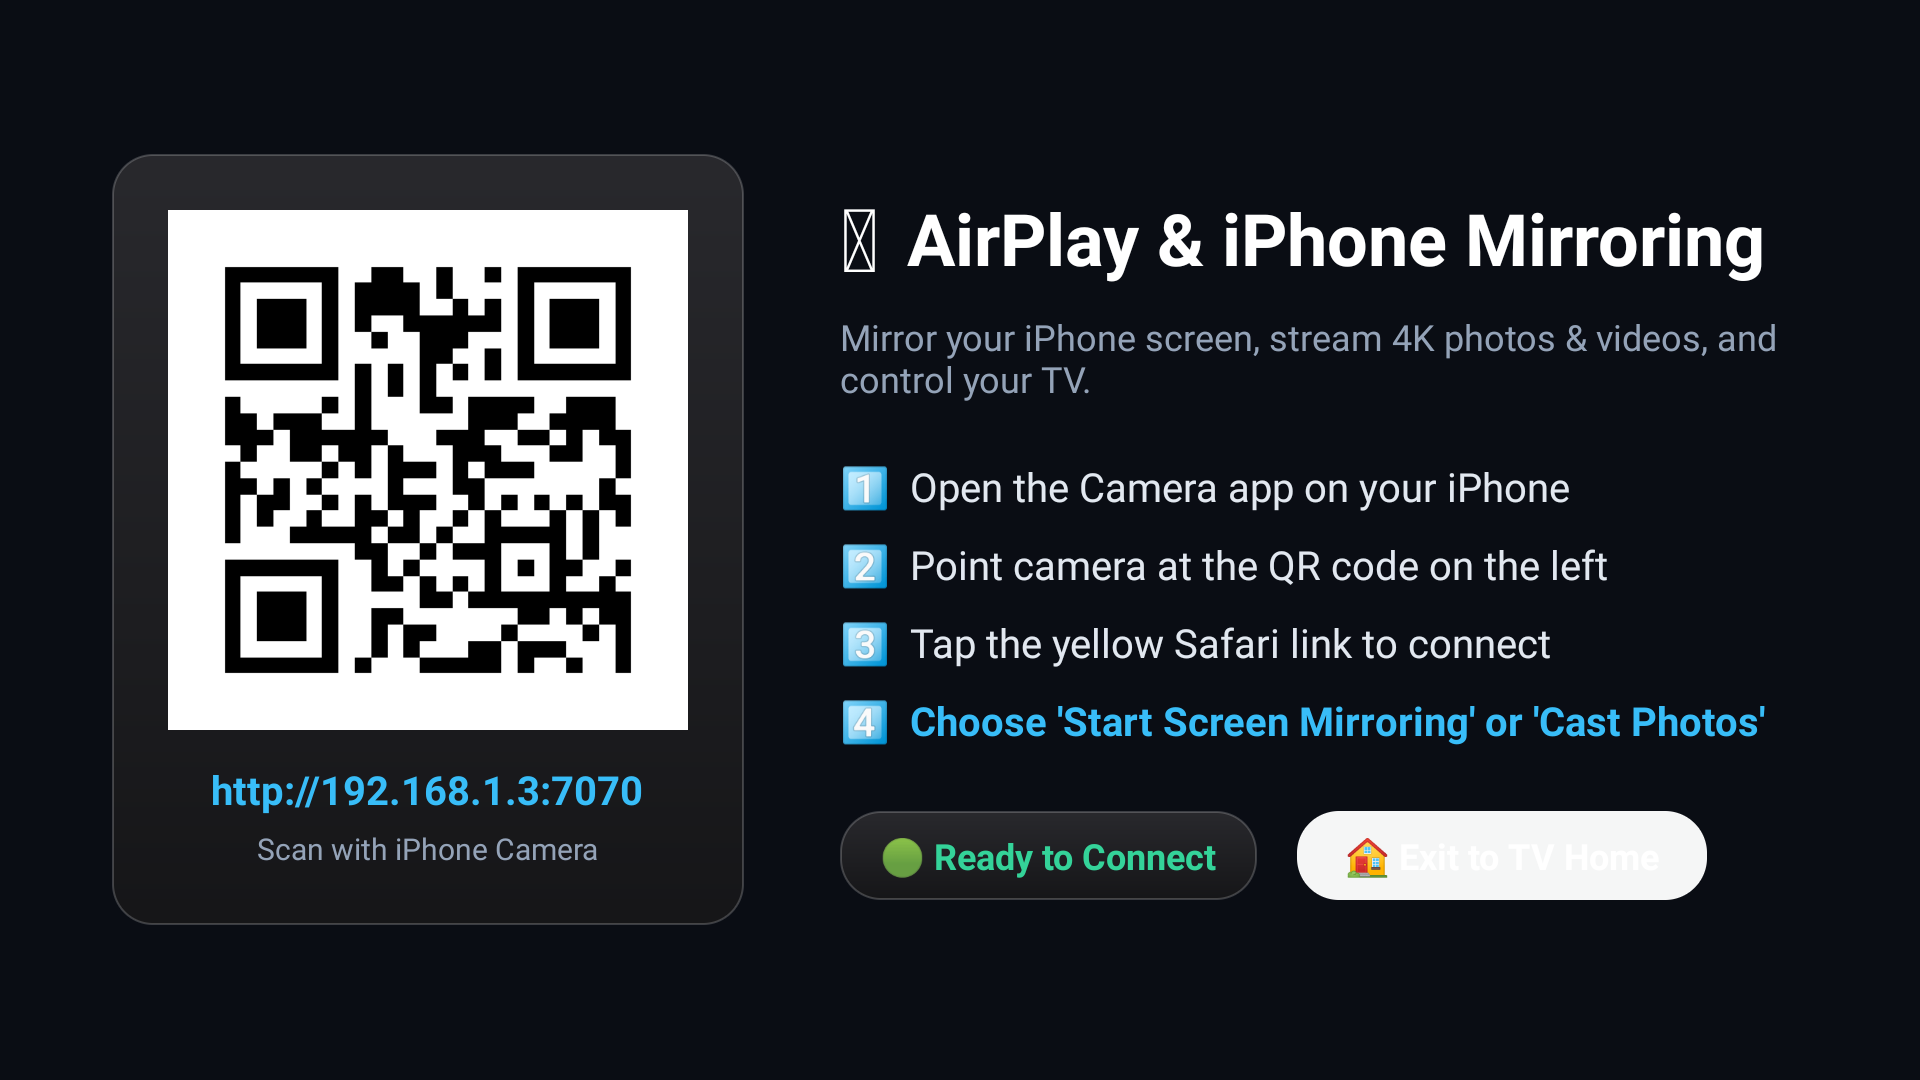 AirPlay & iPhone Mirroring
Mirror your iPhone screen, stream 4K photos & videos, and
control your TV.
1 Open the Camera app on your iPhone
2 Point camera at the QR code on the left
3 Tap the yellow Safari link to connect
4 Choose 'Start Screen Mirroring' or 'Cast Photos'
http://192.168.1.3:7070
Scan with iPhone Camera
Ready to Connect
Exit to TV Home